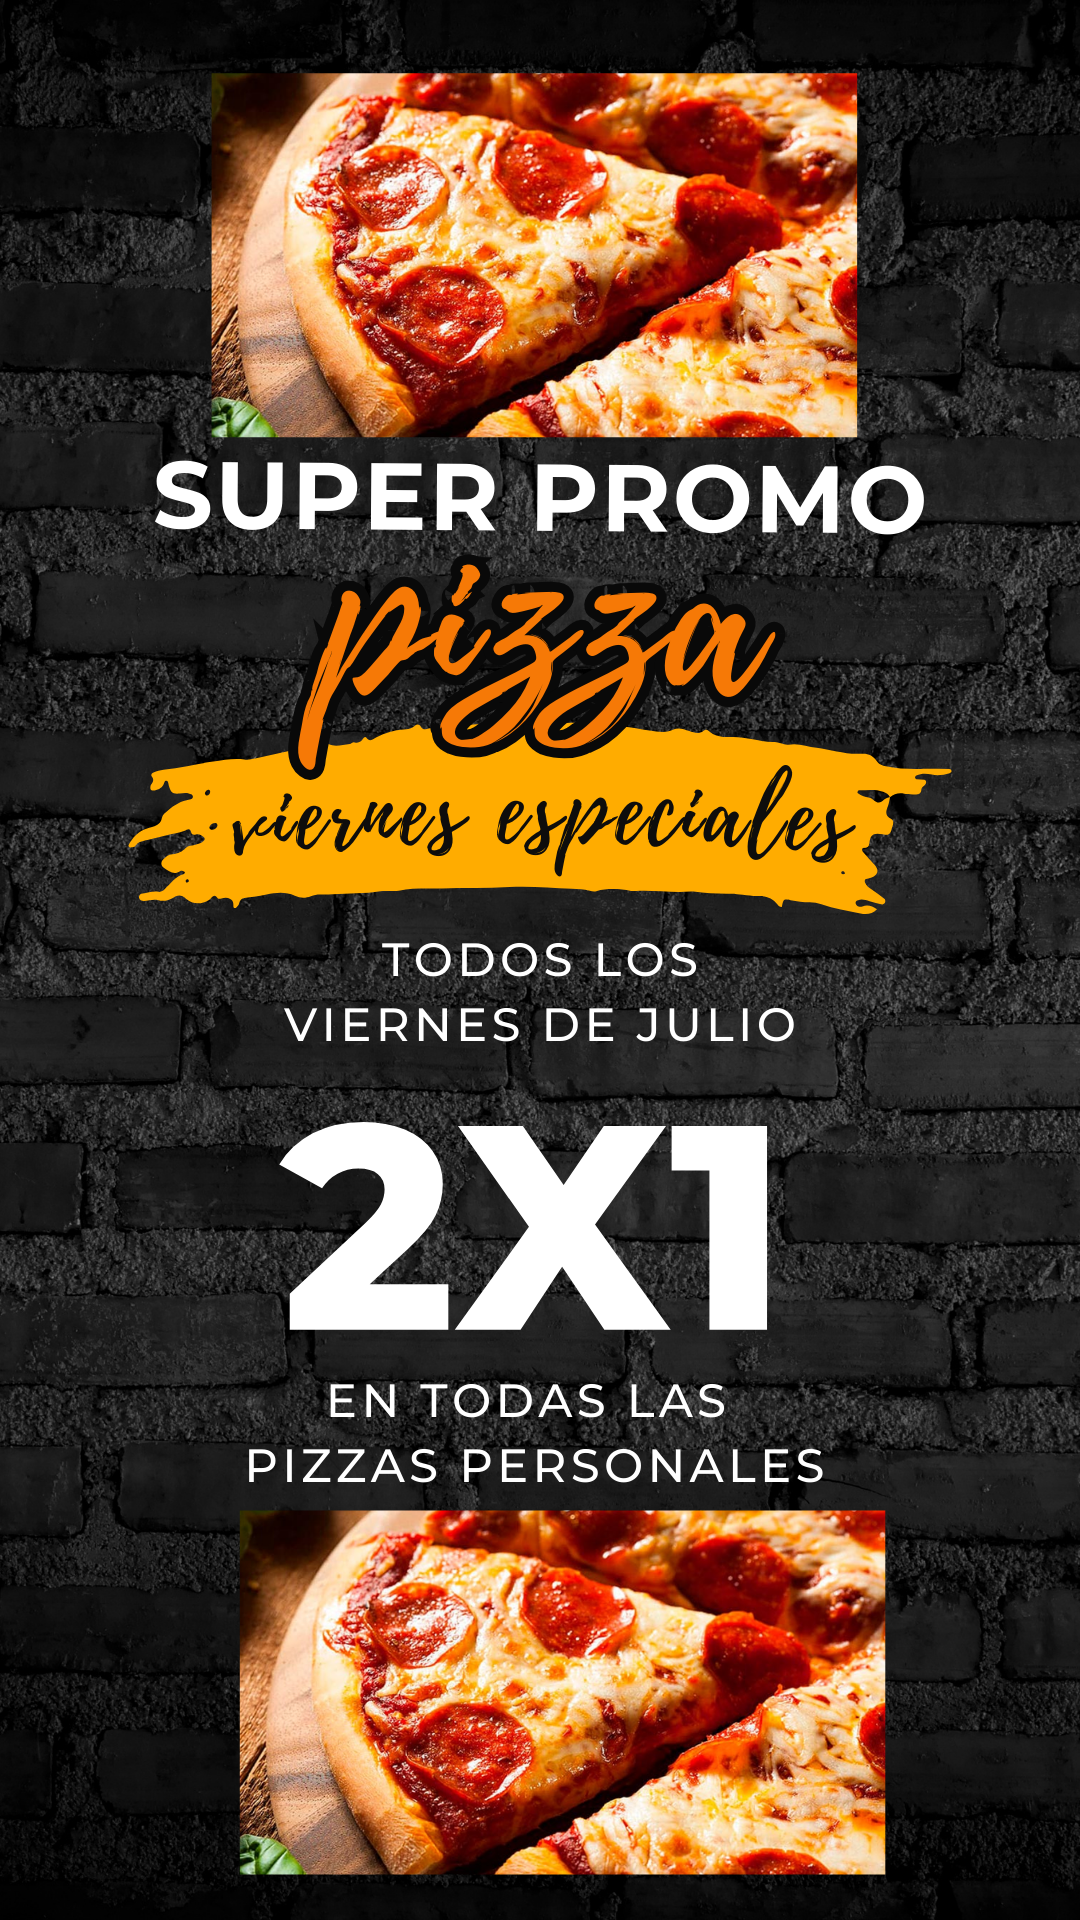 SUPER PROMO
pizza
viernes especiales
TODOS LOS
VIERNES DE JULIO
2X1
EN TODAS LAS
PIZZAS PERSONALES